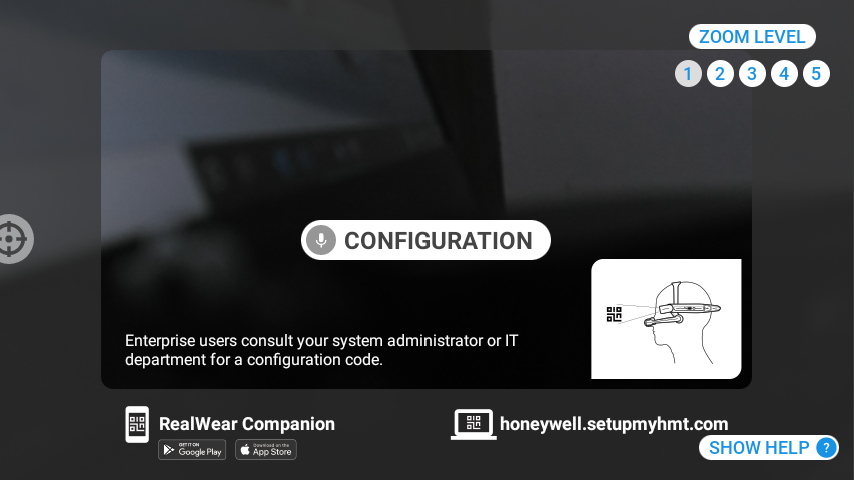 ZOOM LEVEL
1 2 3 4 5
CONFIGURATION
Enterprise users consult your system administrator or IT
department for a configuration code.
RealWear Companion
GET IT ON
Google Play
Download on the
App Store
honeywell.setupmyhmt.com
SHOW HELP ?